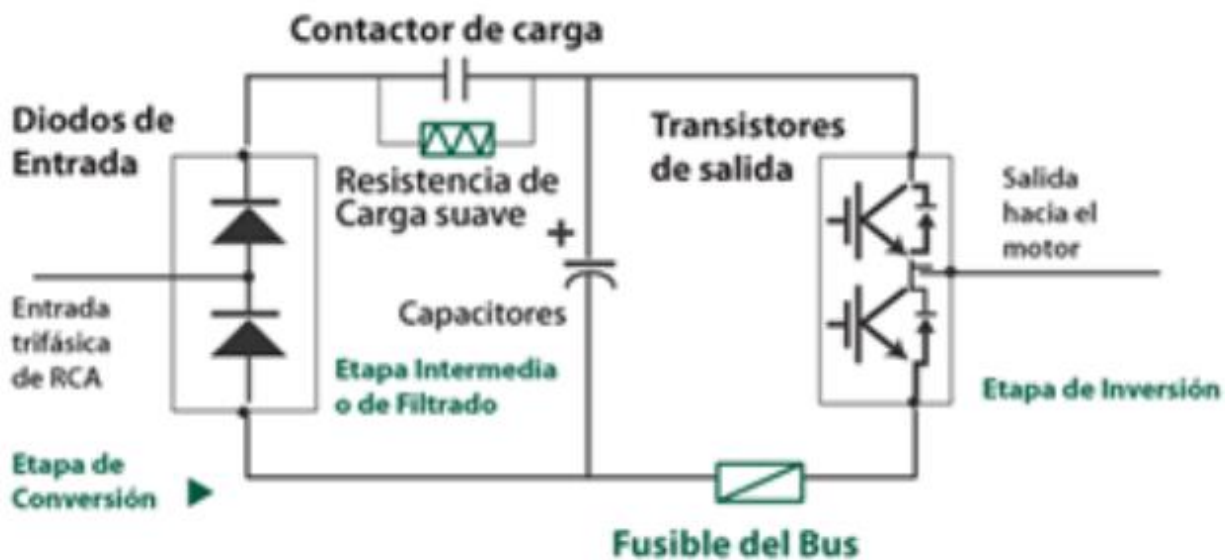 Contactor de carga
Diodos de
Entrada
Resistencia de
Carga suave
Transistores
de salida
Salida
hacia el
motor
+
Entrada
trifásica
de RCA
Capacitores
Etapa Intermedia
o de Filtrado
Etapa de Inversión
Etapa de
Conversión
Fusible del Bus